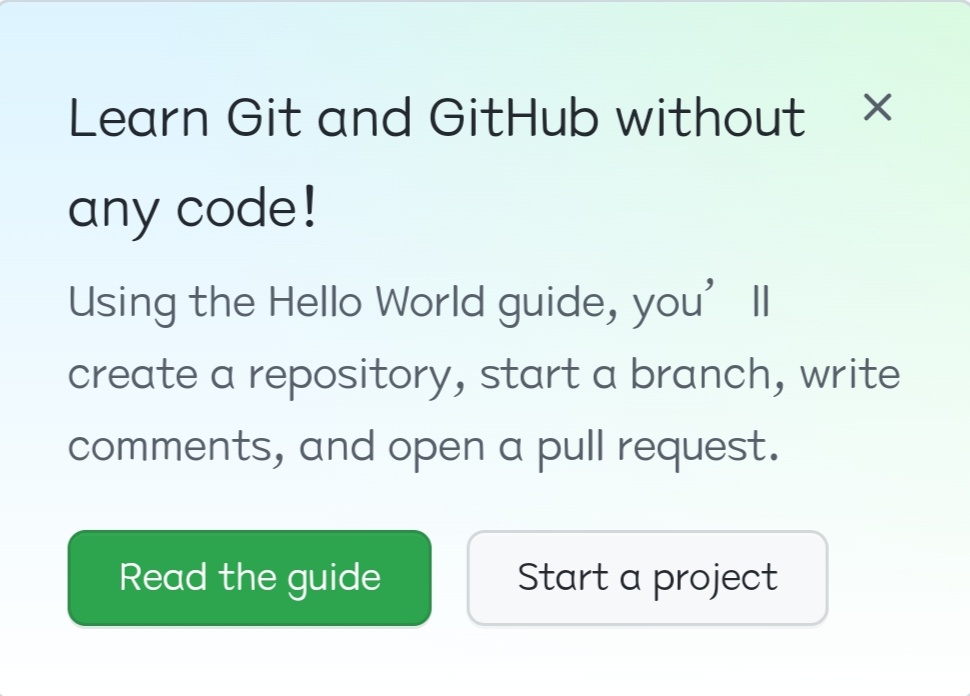 Learn Git and GitHub without
any code!
Using the Hello World guide, you’ll
create a repository, start a branch, write
comments, and open a pull request.
Read the guide
Start a project